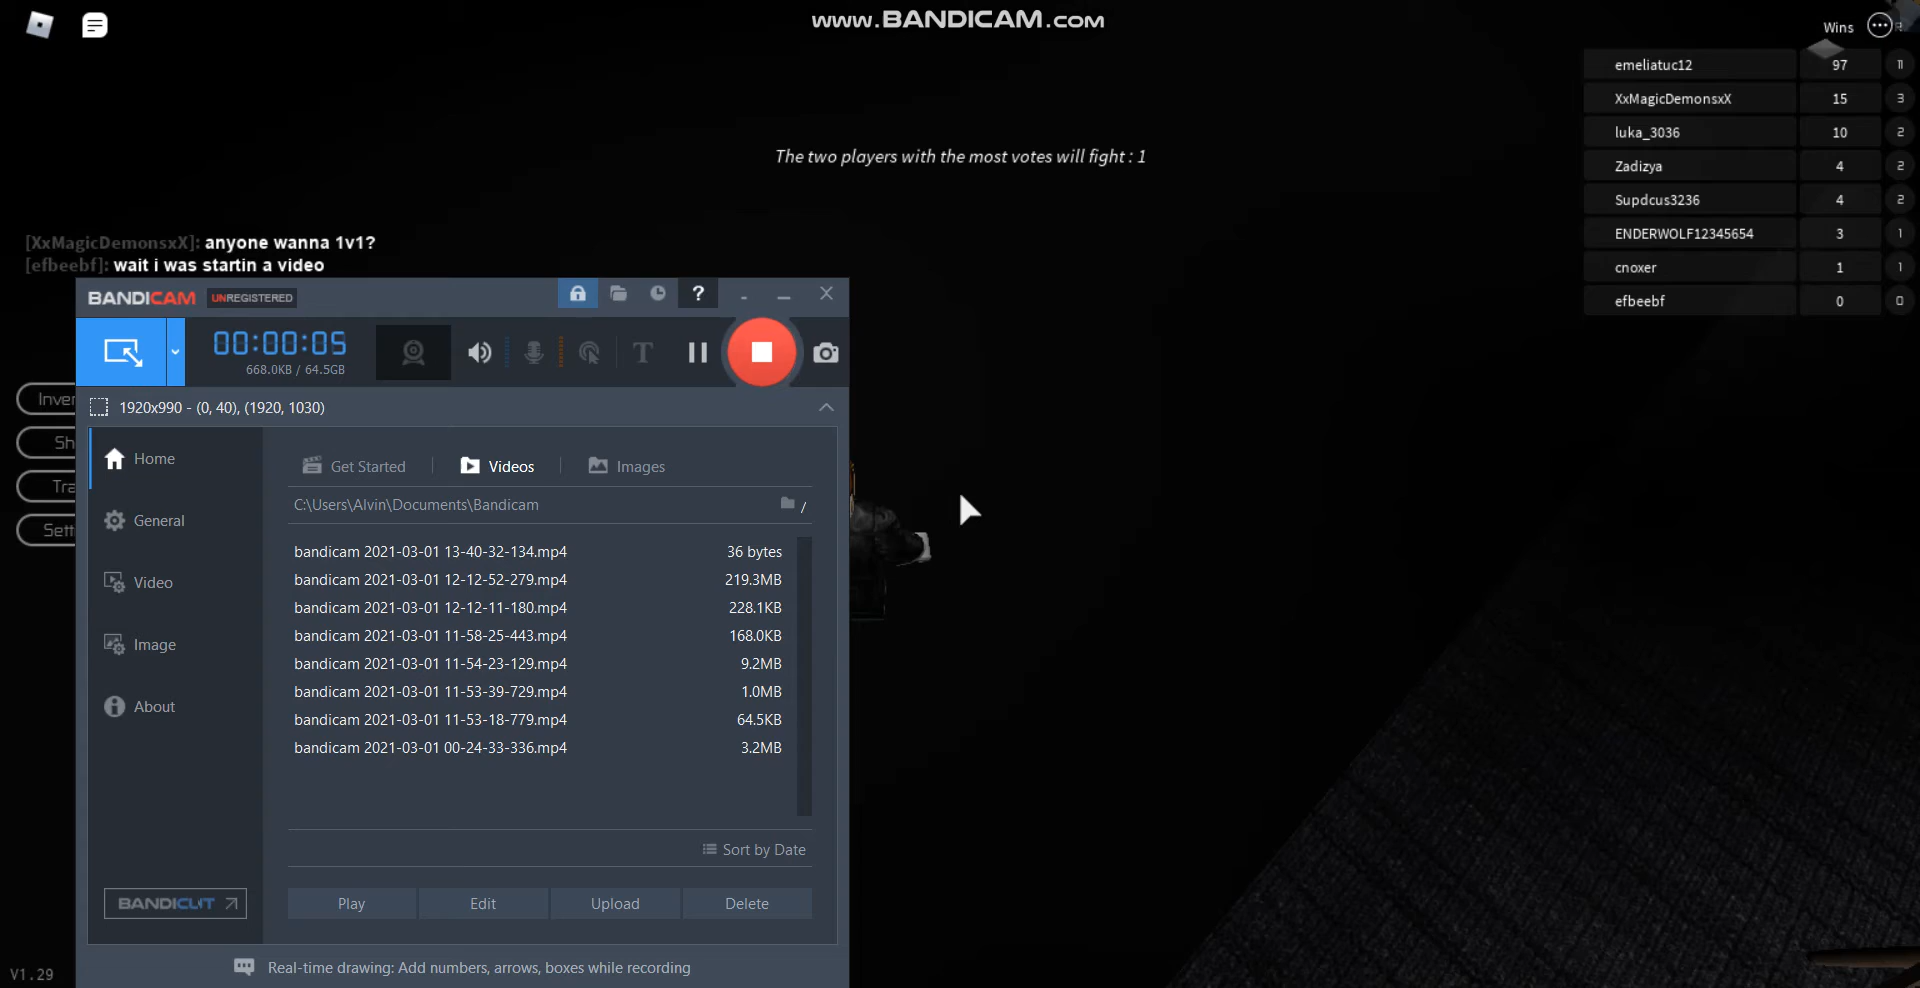 www.BANDICAM.com
Wins
emeliatuc12 97 11
XxMagicDemonsxX 15 3
luka_3036 10 2
Zadizya 4 2
Supdcus3236 4 2
ENDERWOLF12345654 3 1
cnoxer 1 1
efbeebf 0 0
The two players with the most votes will fight : 1
[XxMagicDemonsxX]: anyone wanna 1v1?
[efbeebf]: wait i was startin a video
BANDICAM UNREGISTERED ?
00:00:05
668.0KB / 64.5GB
T
1920x990 - (0, 40), (1920, 1030)
Inver
Sh
Tra
Setti
Home
General
Video
Image
About
Get Started Videos Images
C:\Users\Alvin\Documents\Bandicam /
bandicam 2021-03-01 13-40-32-134.mp4 36 bytes
bandicam 2021-03-01 12-12-52-279.mp4 219.3MB
bandicam 2021-03-01 12-12-11-180.mp4 228.1KB
bandicam 2021-03-01 11-58-25-443.mp4 168.0KB
bandicam 2021-03-01 11-54-23-129.mp4 9.2MB
bandicam 2021-03-01 11-53-39-729.mp4 1.0MB
bandicam 2021-03-01 11-53-18-779.mp4 64.5KB
bandicam 2021-03-01 00-24-33-336.mp4 3.2MB
Sort by Date
BANDICUT
Play Edit Upload Delete
Real-time drawing: Add numbers, arrows, boxes while recording
V1.29